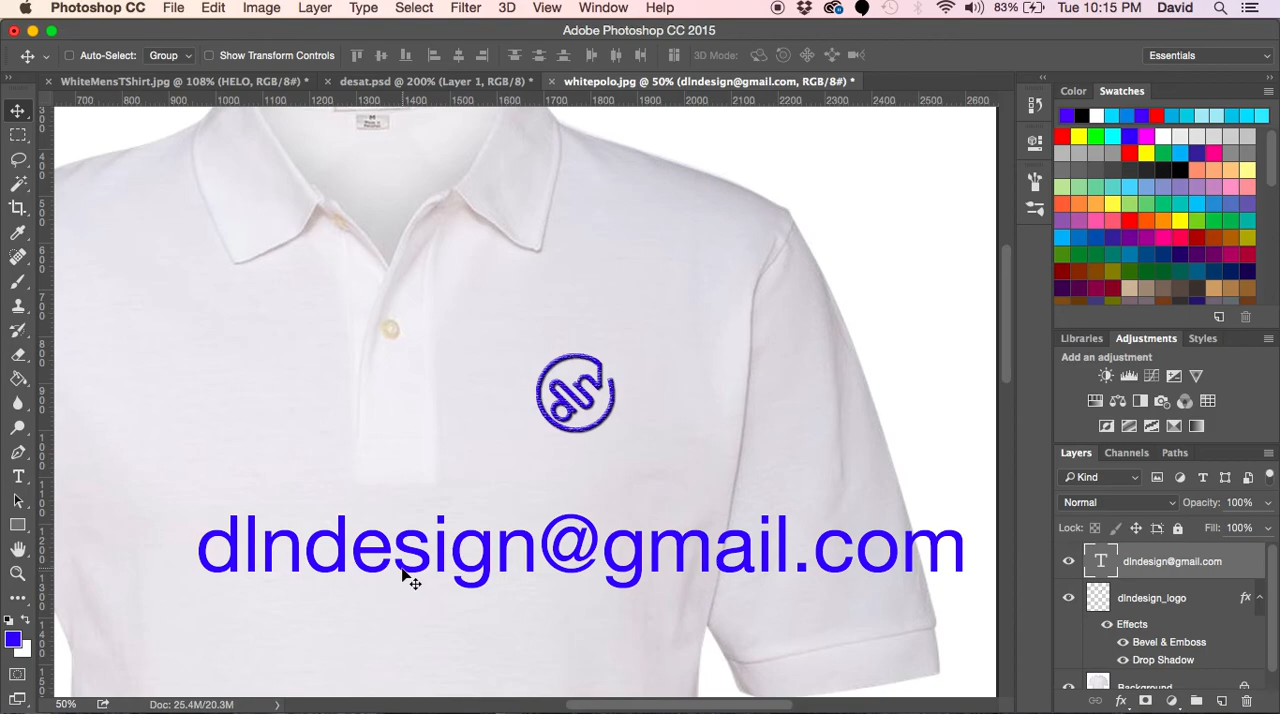 Photoshop CC File Edit Image Layer Type Select Filter 3D View Window Help 83% Tue 10:15 PM David
Adobe Photoshop CC 2015
Auto-Select: Group Show Transform Controls 3D Mode: Essentials
WhiteMensTShirt.jpg @ 108% (HELO, RGB/8#) * desat.psd @ 200% (Layer 1, RGB/8) * whitepolo.jpg @ 50% (dlndesign@gmail.com, RGB/8#) *
700 800 900 1000 1100 1200 1300 1400 1500 1600 1700 1800 1900 2000 2100 2200 2300 2400 2500 2600
Color Swatches
M
dln
dlndesign@gmail.com
Libraries Adjustments Styles
Add an adjustment
Layers Channels Paths
Kind
Normal Opacity: 100%
Lock: Fill: 100%
T dlndesign@gmail.com
dlndesign_logo fx
Effects
Bevel & Emboss
Drop Shadow
Background
50% Doc: 25.4M/20.3M
fx